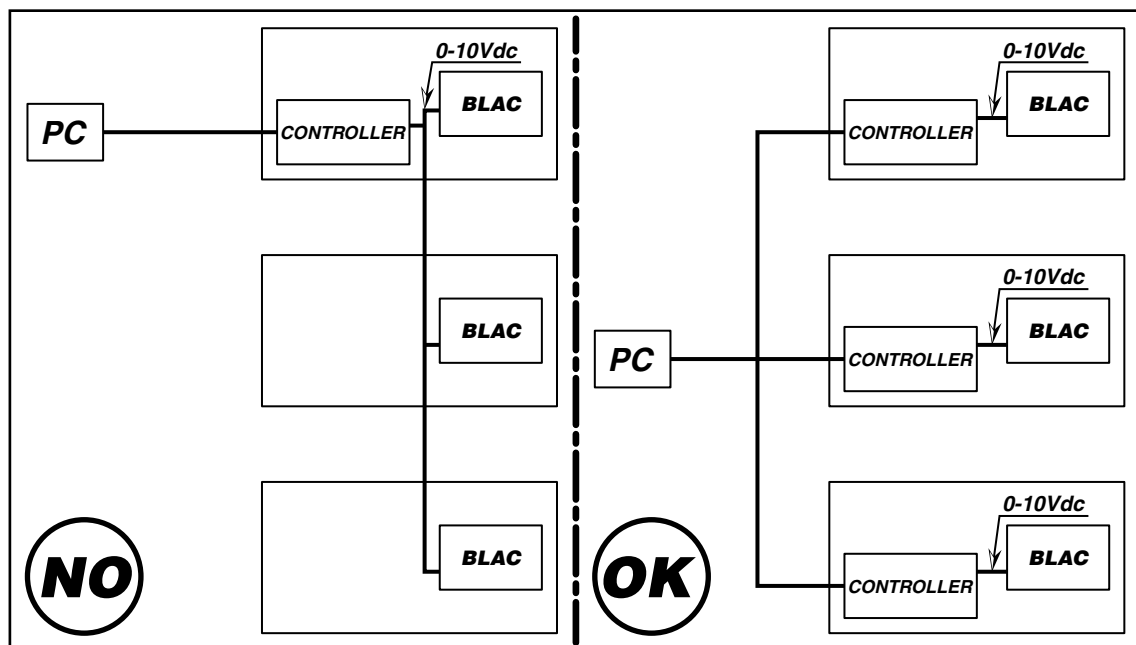 0-10Vdc
BLAC
PC
CONTROLLER
BLAC
BLAC
NO
0-10Vdc
BLAC
CONTROLLER
0-10Vdc
BLAC
PC
CONTROLLER
0-10Vdc
BLAC
CONTROLLER
OK